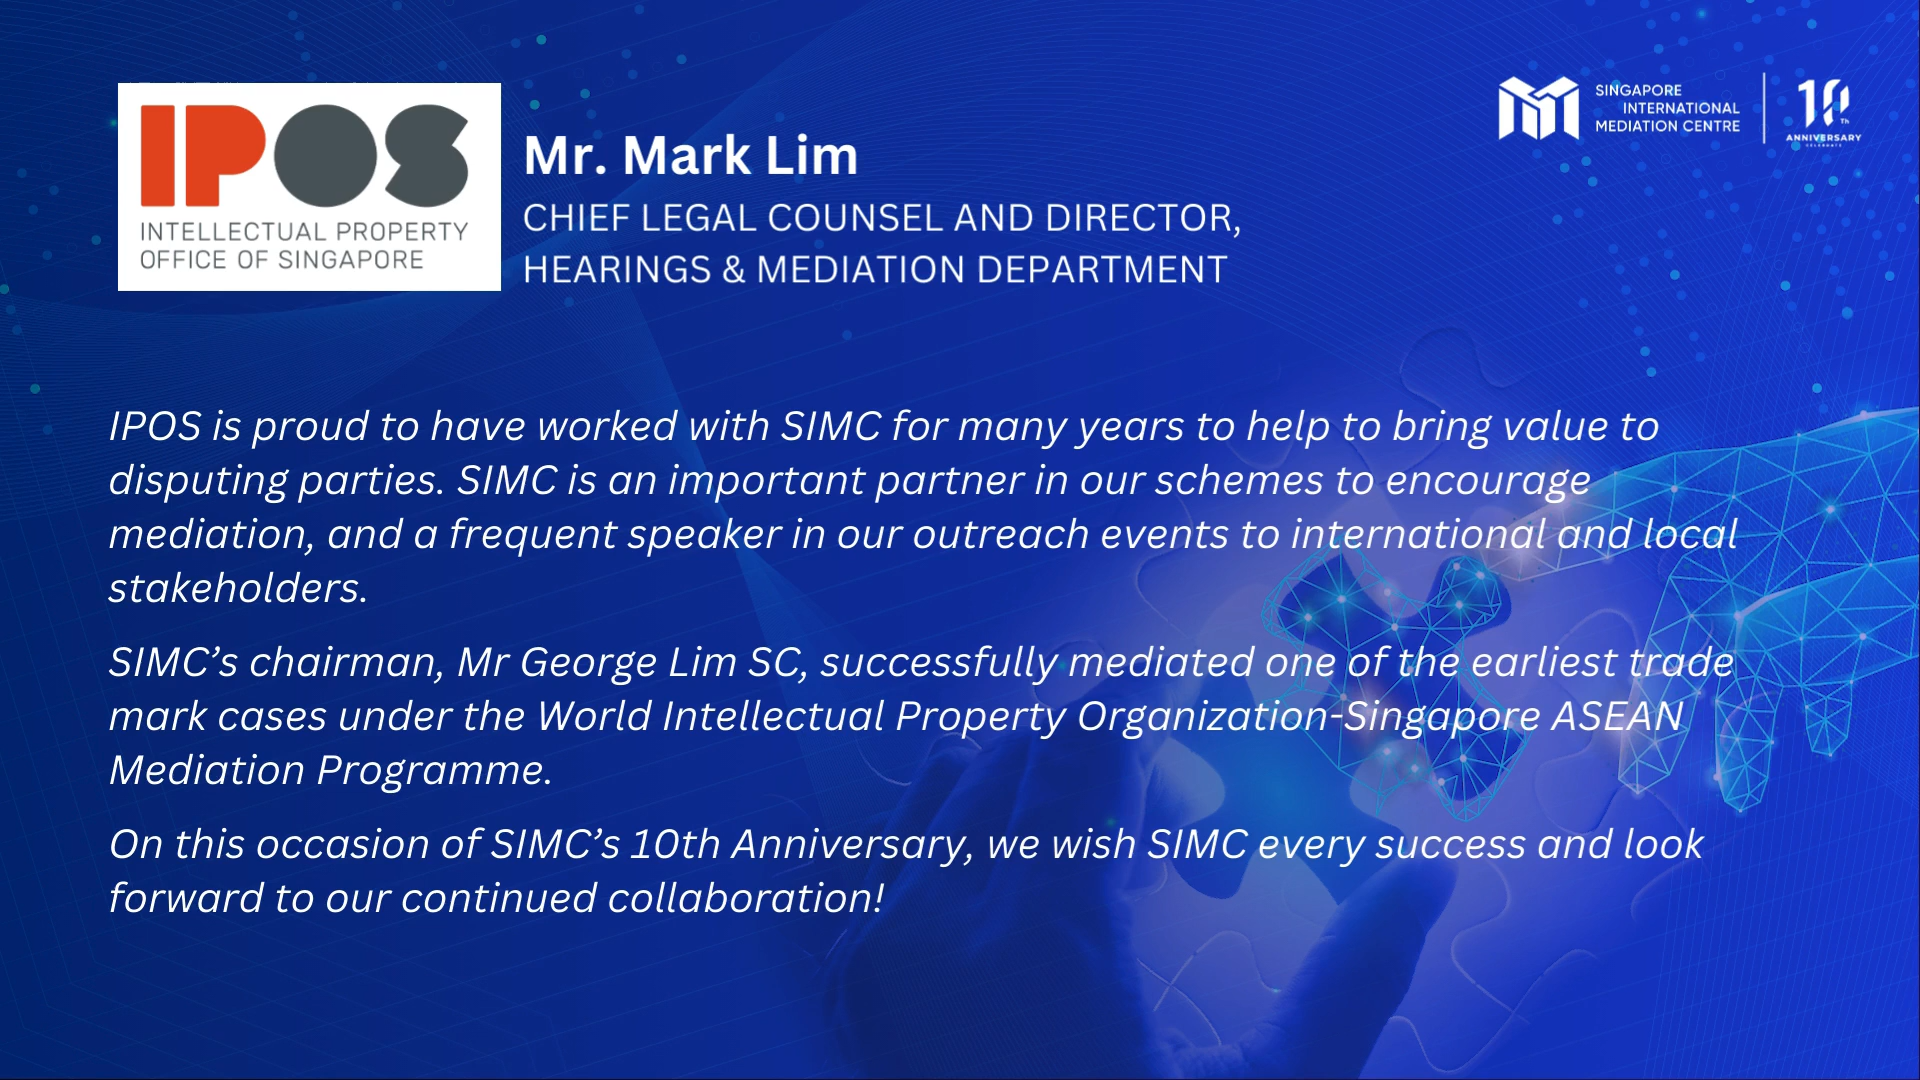 IPOS
INTELLECTUAL PROPERTY
OFFICE OF SINGAPORE
Mr. Mark Lim
CHIEF LEGAL COUNSEL AND DIRECTOR,
HEARINGS & MEDIATION DEPARTMENT
SINGAPORE
INTERNATIONAL
MEDIATION CENTRE
10Th
ANNIVERSARY
CELEBRATE
IPOS is proud to have worked with SIMC for many years to help to bring value to
disputing parties. SIMC is an important partner in our schemes to encourage
mediation, and a frequent speaker in our outreach events to international and local
stakeholders.
SIMC’s chairman, Mr George Lim SC, successfully mediated one of the earliest trade
mark cases under the World Intellectual Property Organization-Singapore ASEAN
Mediation Programme.
On this occasion of SIMC’s 10th Anniversary, we wish SIMC every success and look
forward to our continued collaboration!